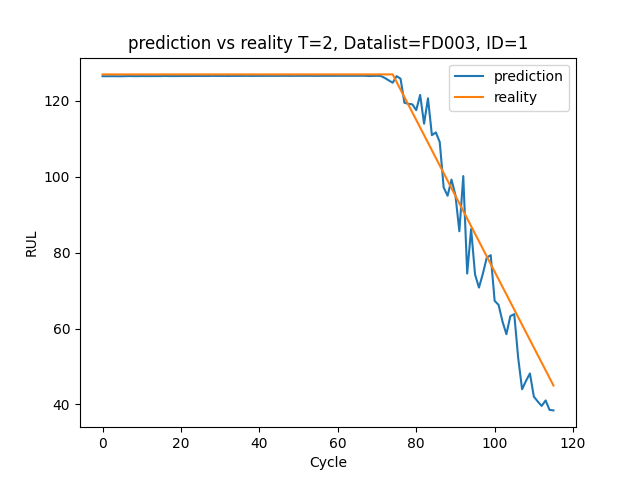 prediction vs reality T=2, Datalist=FD003, ID=1
prediction
reality
120
100
80
60
40
RUL
0 20 40 60 80 100 120
Cycle